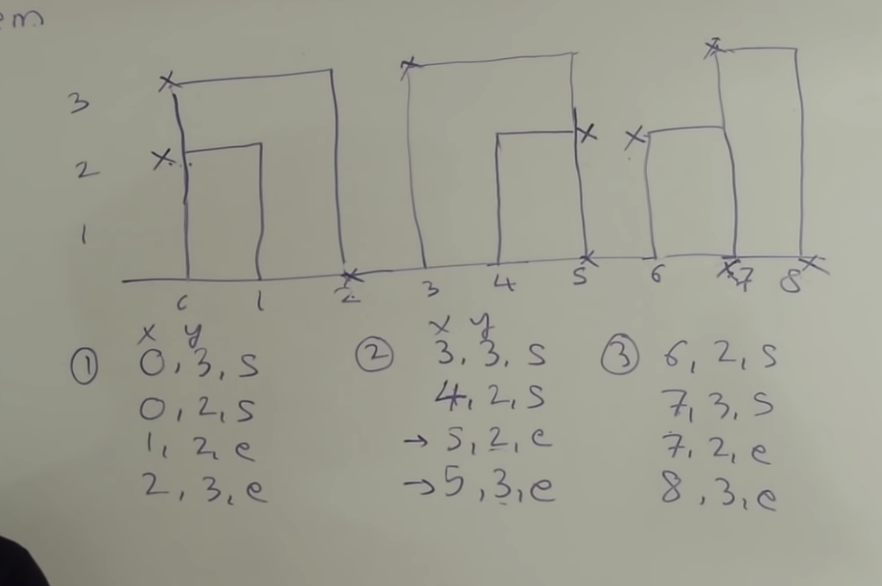 em
3
2
1
0 1 2 3 4 5 6 7 8
x y
x y
① 0, 3, s
0, 2, s
1, 2, e
2, 3, e
② 3, 3, s
4, 2, s
→ 5, 2, e
→ 5, 3, e
③ 6, 2, s
7, 3, s
7, 2, e
8, 3, e